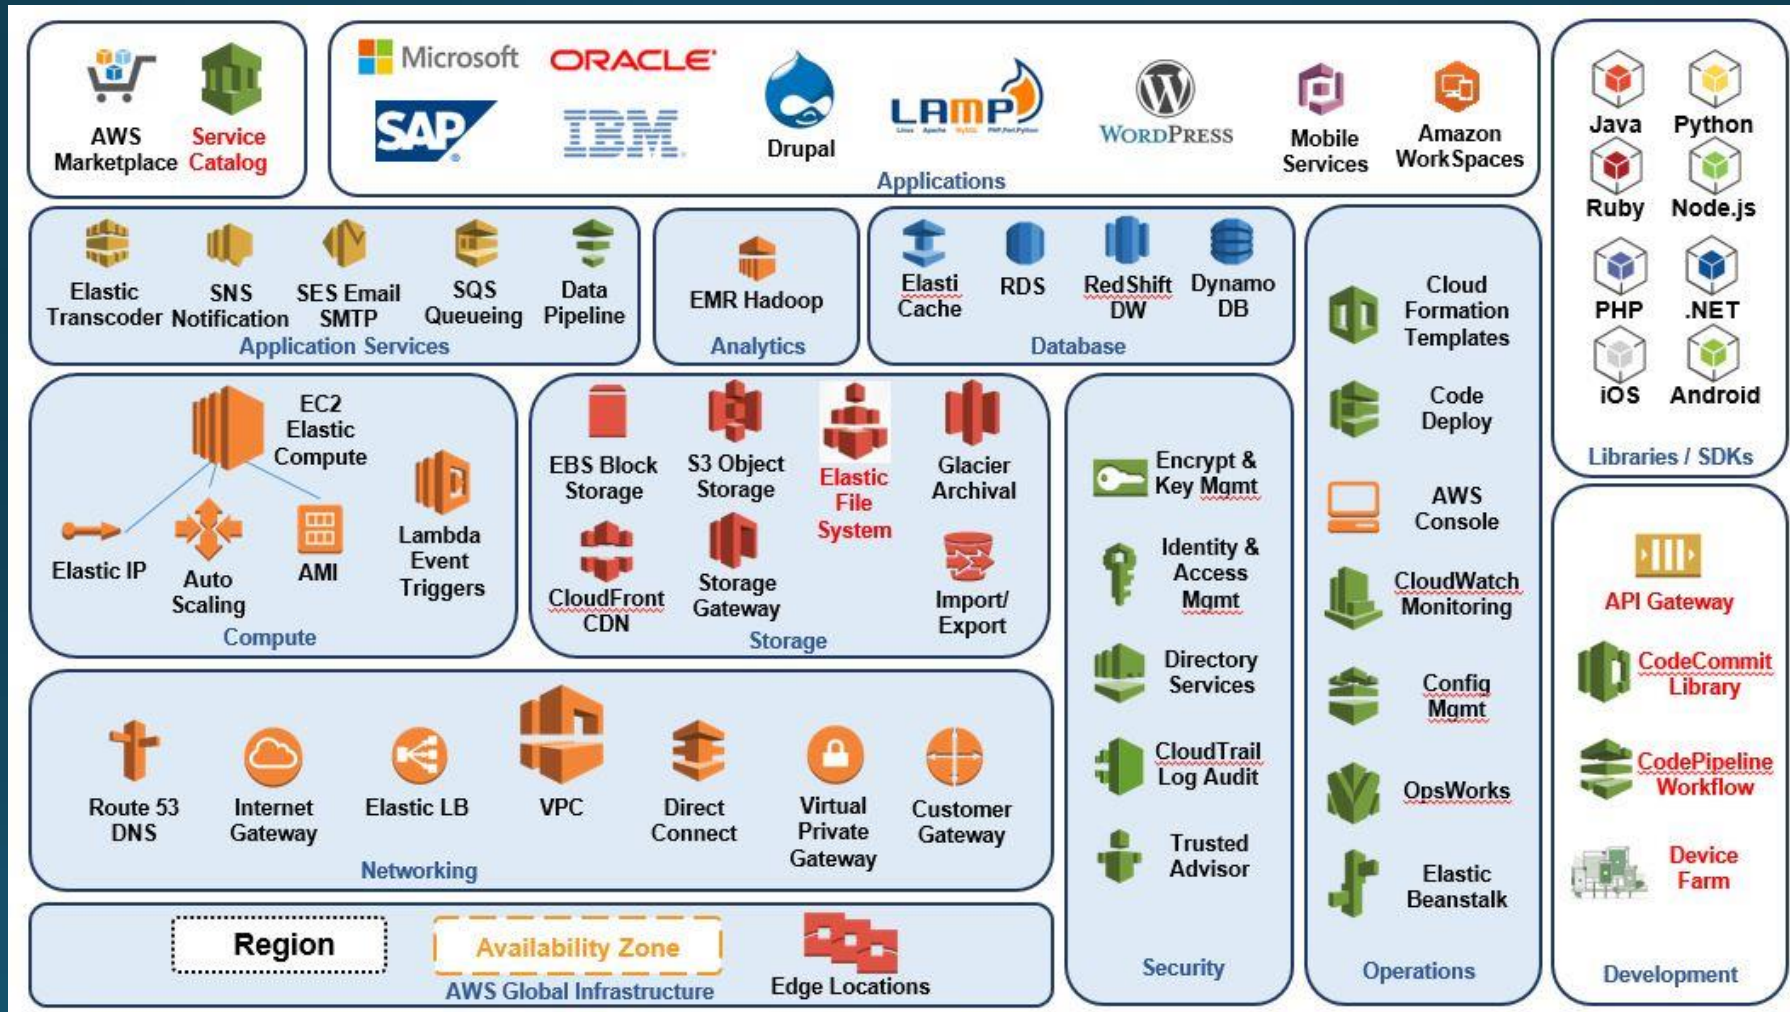 AWS
Marketplace
Service
Catalog
Microsoft
ORACLE
SAP
IBM
Drupal
LAMP
Linux Apache MySQL PHP,Perl,Python
WORDPRESS
Mobile
Services
Amazon
WorkSpaces
Applications
Java
Python
Ruby
Node.js
PHP
.NET
iOS
Android
Libraries / SDKs
Elastic
Transcoder
SNS
Notification
SES Email
SMTP
SQS
Queueing
Data
Pipeline
Application Services
EMR Hadoop
Analytics
Elasti
Cache
RDS
RedShift
DW
Dynamo
DB
Database
EC2
Elastic
Compute
Elastic IP
Auto
Scaling
AMI
Lambda
Event
Triggers
Compute
EBS Block
Storage
S3 Object
Storage
Elastic
File
System
Glacier
Archival
CloudFront
CDN
Storage
Gateway
Import/
Export
Storage
Route 53
DNS
Internet
Gateway
Elastic LB
VPC
Direct
Connect
Virtual
Private
Gateway
Customer
Gateway
Networking
Region
Availability Zone
Edge Locations
AWS Global Infrastructure
Encrypt &
Key Mgmt
Identity &
Access
Mgmt
Directory
Services
CloudTrail
Log Audit
Trusted
Advisor
Security
Cloud
Formation
Templates
Code
Deploy
AWS
Console
CloudWatch
Monitoring
Config
Mgmt
OpsWorks
Elastic
Beanstalk
Operations
API Gateway
CodeCommit
Library
CodePipeline
Workflow
Device
Farm
Development